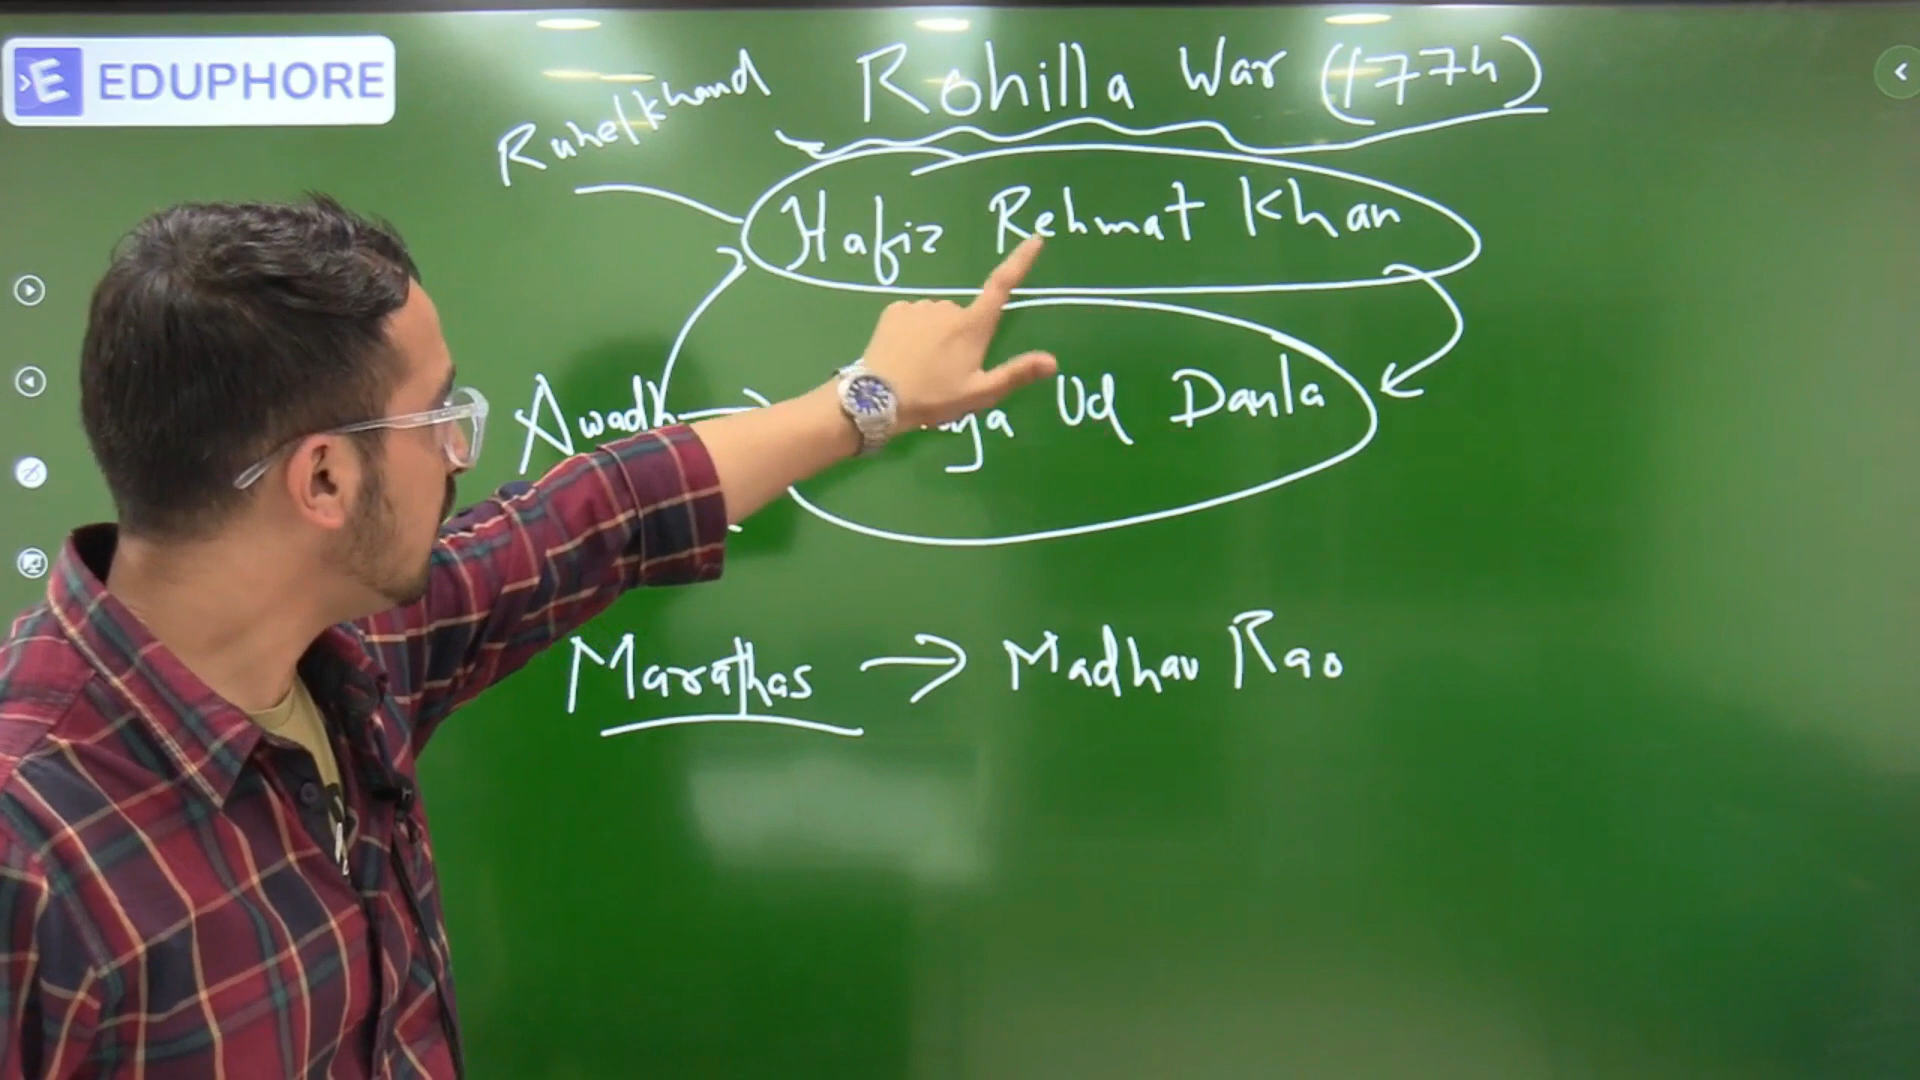 EDUPHORE
Rohilla War (1774)
Ruhelkhand
Hafiz Rehmat Khan
Awadh Ud Daula
Marathas → Madhav Rao